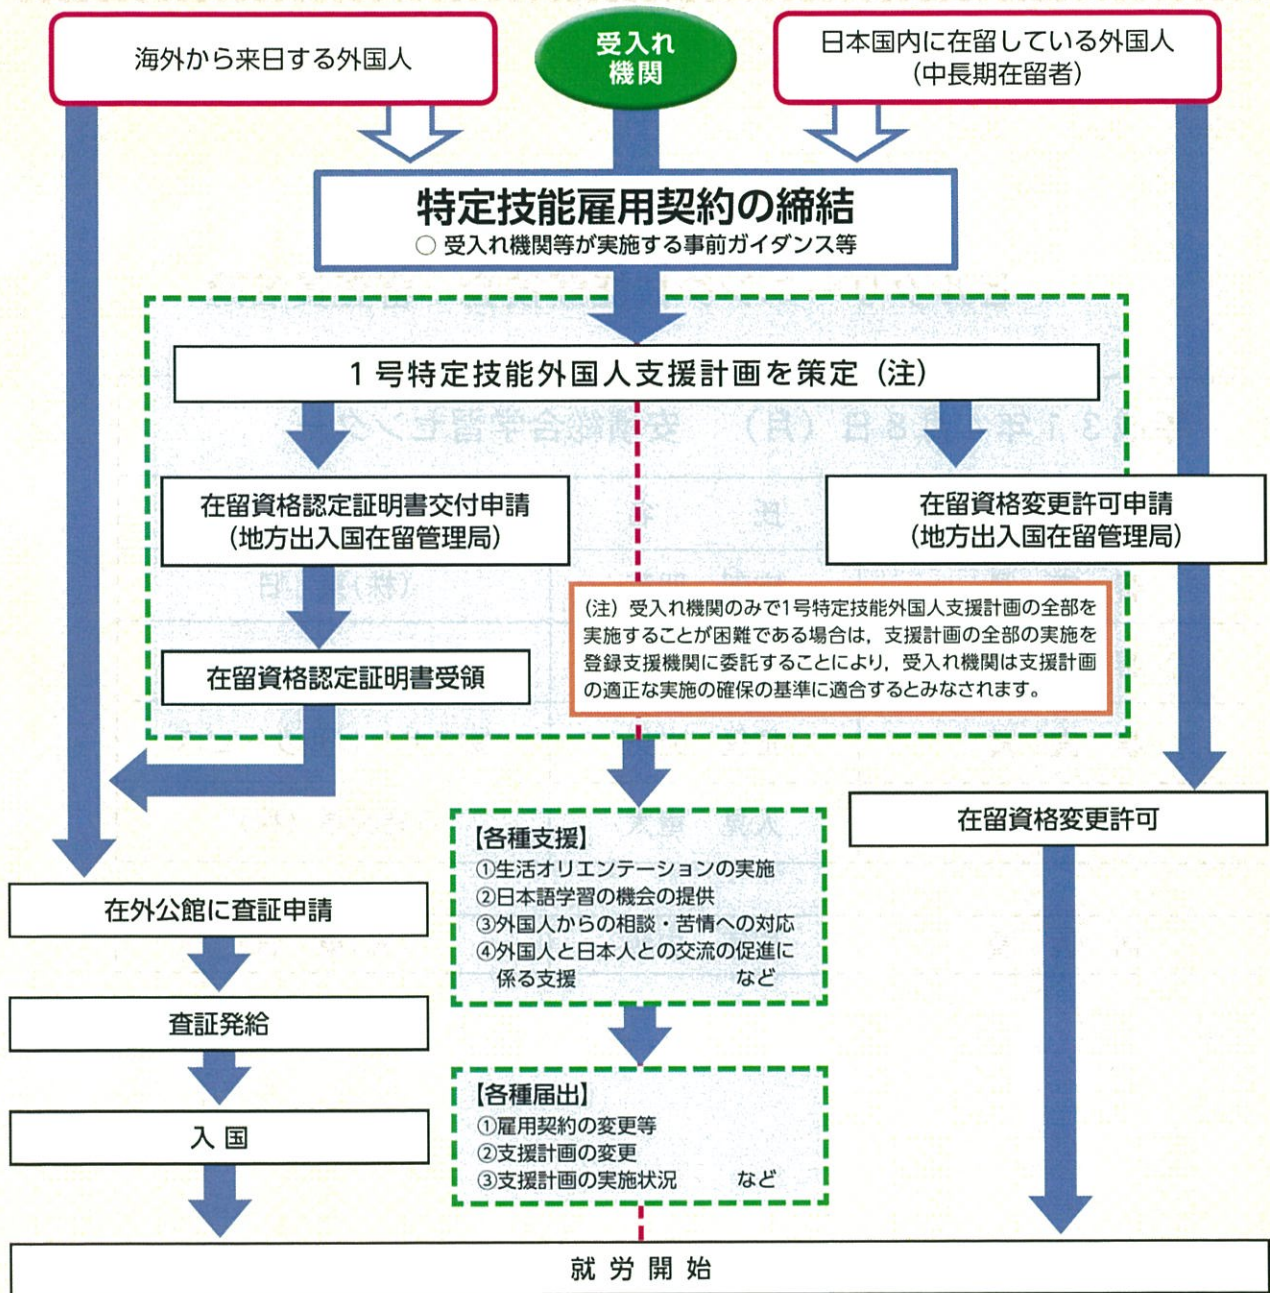 海外から来日する外国人
受入れ
機関
日本国内に在留している外国人
(中長期在留者)
特定技能雇用契約の締結
○ 受入れ機関等が実施する事前ガイダンス等
1号特定技能外国人支援計画を策定（注）
在留資格認定証明書交付申請
(地方出入国在留管理局)
在留資格変更許可申請
(地方出入国在留管理局)
(注) 受入れ機関のみで1号特定技能外国人支援計画の全部を
実施することが困難である場合は，支援計画の全部の実施を
登録支援機関に委託することにより，受入れ機関は支援計画
の適正な実施の確保の基準に適合するとみなされます。
在留資格認定証明書受領
在留資格変更許可
【各種支援】
①生活オリエンテーションの実施
②日本語学習の機会の提供
③外国人からの相談・苦情への対応
④外国人と日本人との交流の促進に
係る支援 など
在外公館に査証申請
査証発給
入国
【各種届出】
①雇用契約の変更等
②支援計画の変更
③支援計画の実施状況 など
就労開始